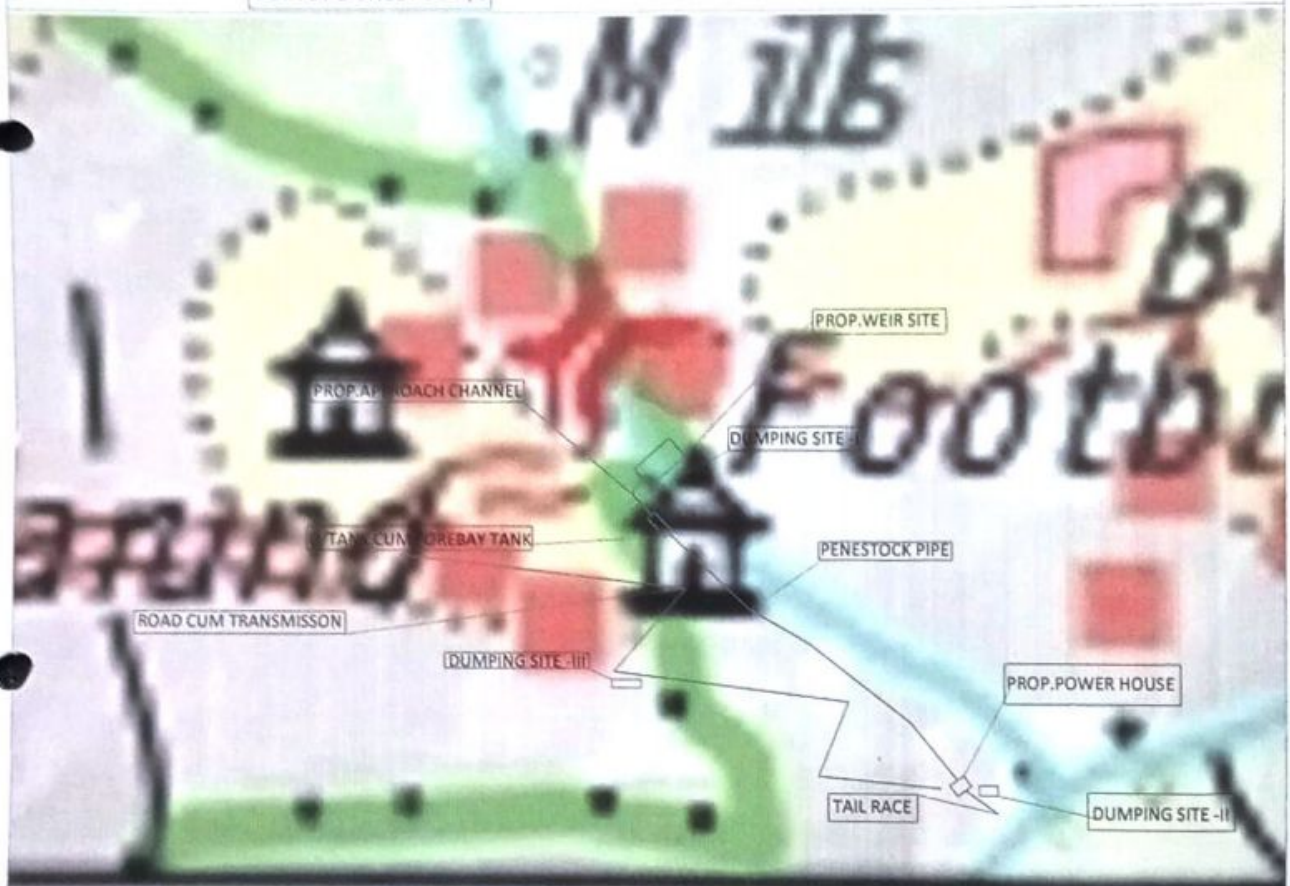 Mills
B
PROP.WEIR SITE
Footb
PROP.APPROACH CHANNEL
DUMPING SITE -I
TANK CUM FOREBAY TANK
PENESTOCK PIPE
ROAD CUM TRANSMISSON
DUMPING SITE -III
PROP.POWER HOUSE
TAIL RACE
DUMPING SITE -II